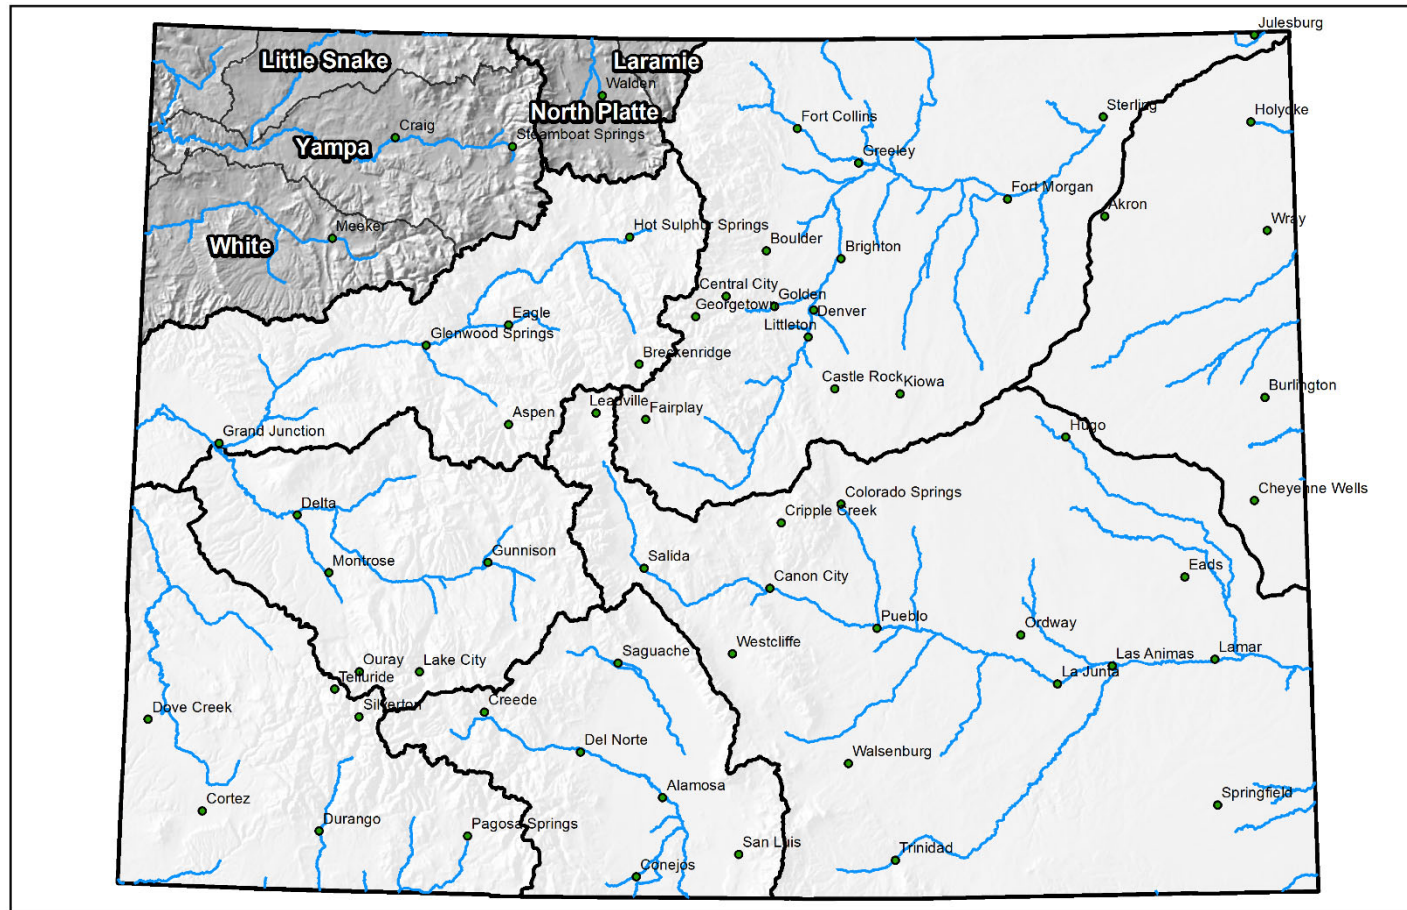 Julesburg
Little Snake
Laramie
Walden
North Platte
Sterling
Holyoke
Fort Collins
Craig
Steamboat Springs
Yampa
Greeley
Fort Morgan
Akron
Wray
Meeker
White
Hot Sulphur Springs
Boulder
Brighton
Central City
Golden
Georgetown
Denver
Eagle
Littleton
Glenwood Springs
Breckenridge
Castle Rock
Kiowa
Burlington
Aspen
Leadville
Fairplay
Grand Junction
Hugo
Cheyenne Wells
Colorado Springs
Delta
Cripple Creek
Gunnison
Salida
Montrose
Canon City
Eads
Pueblo
Ordway
Westcliffe
Saguache
Lamar
Las Animas
Ouray
Lake City
La Junta
Telluride
Dove Creek
Silverton
Creede
Del Norte
Walsenburg
Alamosa
Springfield
Cortez
Durango
Pagosa Springs
San Luis
Trinidad
Conejos